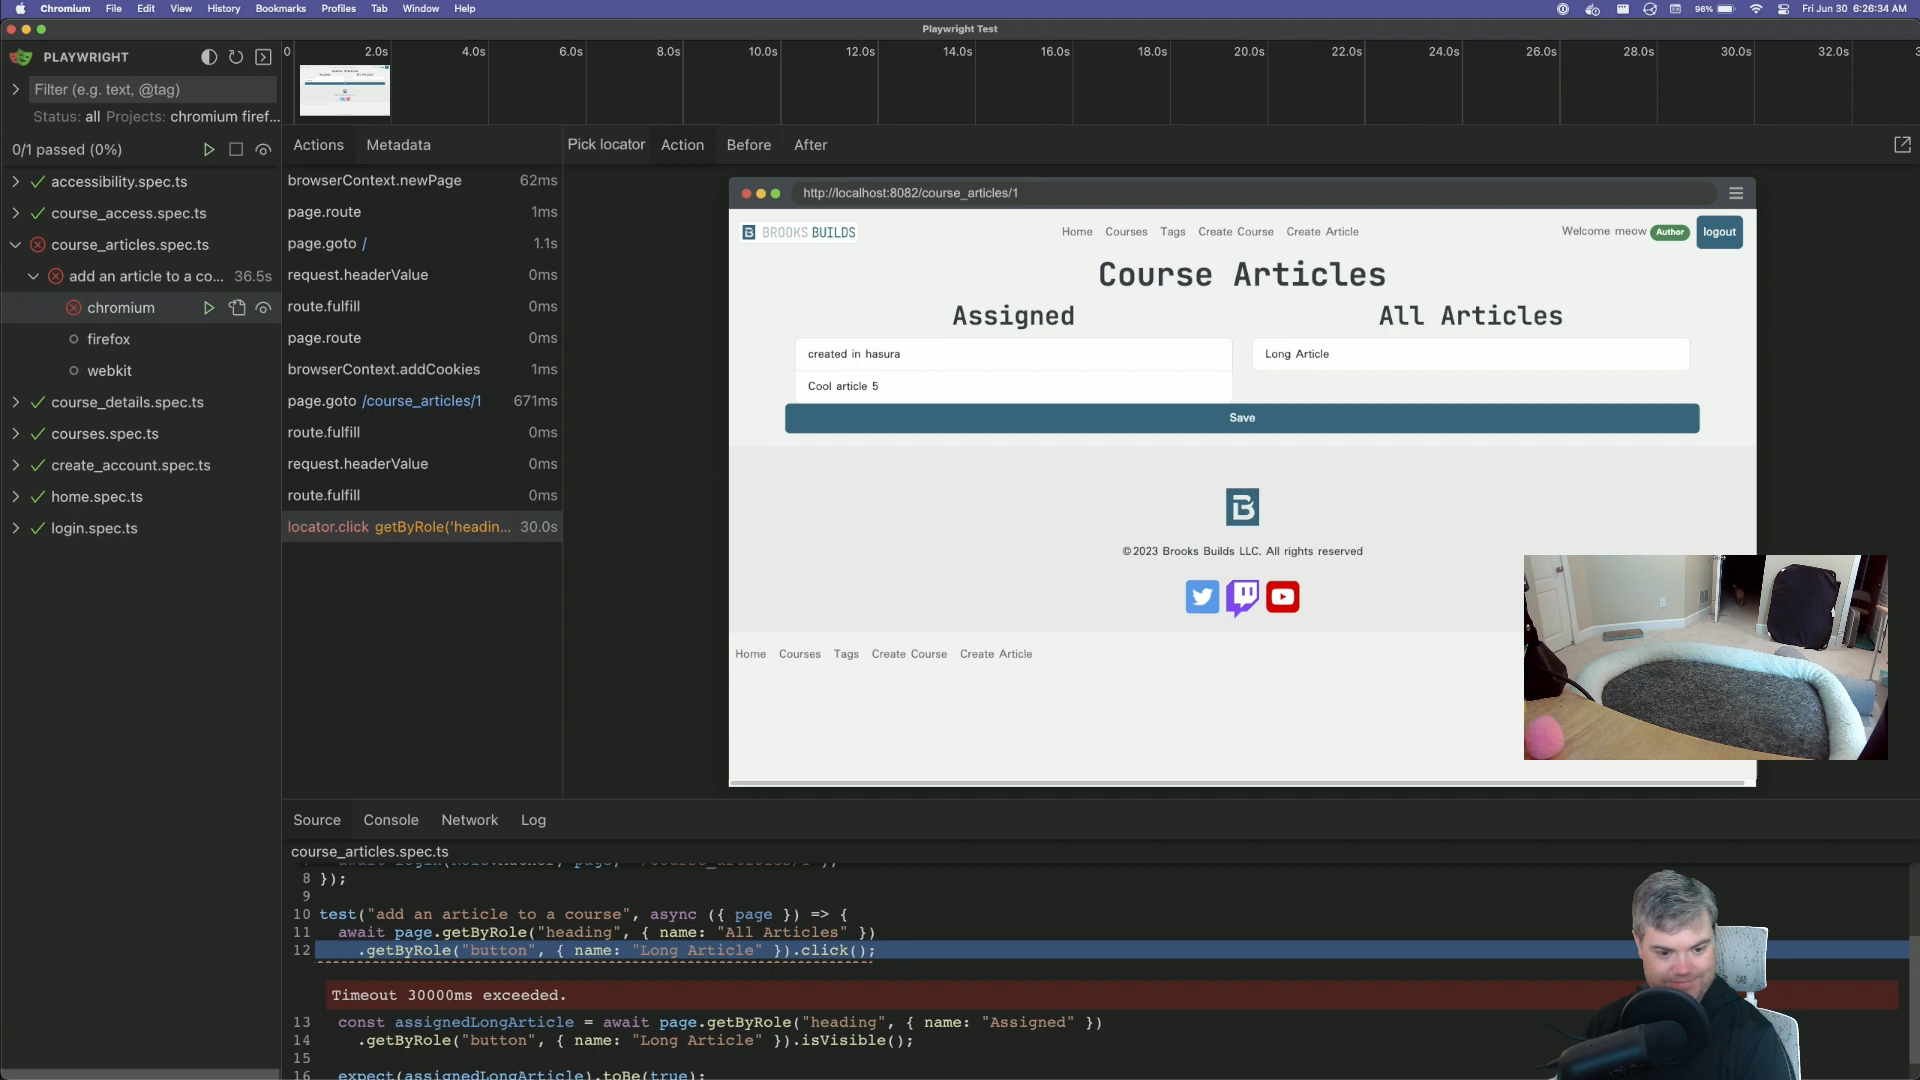 Chromium File Edit View History Bookmarks Profiles Tab Window Help
96% Fri Jun 30 6:26:34 AM
Playwright Test
PLAYWRIGHT
Filter (e.g. text, @tag)
Status: all Projects: chromium firef...
0/1 passed (0%)
accessibility.spec.ts
course_access.spec.ts
course_articles.spec.ts
add an article to a co... 36.5s
chromium
firefox
webkit
course_details.spec.ts
courses.spec.ts
create_account.spec.ts
home.spec.ts
login.spec.ts
0 2.0s 4.0s 6.0s 8.0s 10.0s 12.0s 14.0s 16.0s 18.0s 20.0s 22.0s 24.0s 26.0s 28.0s 30.0s 32.0s
Actions Metadata
browserContext.newPage 62ms
page.route 1ms
page.goto / 1.1s
request.headerValue 0ms
route.fulfill 0ms
page.route 0ms
browserContext.addCookies 1ms
page.goto /course_articles/1 671ms
route.fulfill 0ms
request.headerValue 0ms
route.fulfill 0ms
locator.click getByRole('headin... 30.0s
Pick locator Action Before After
http://localhost:8082/course_articles/1
BROOKS BUILDS
Home Courses Tags Create Course Create Article
Welcome meow Author logout
Course Articles
Assigned
All Articles
created in hasura
Cool article 5
Long Article
Save
©2023 Brooks Builds LLC. All rights reserved
Home Courses Tags Create Course Create Article
Source Console Network Log
course_articles.spec.ts
8 });
9
10 test("add an article to a course", async ({ page }) => {
11 await page.getByRole("heading", { name: "All Articles" })
12 .getByRole("button", { name: "Long Article" }).click();
Timeout 30000ms exceeded.
13 const assignedLongArticle = await page.getByRole("heading", { name: "Assigned" })
14 .getByRole("button", { name: "Long Article" }).isVisible();
15
16 expect(assignedLongArticle).toBe(true);